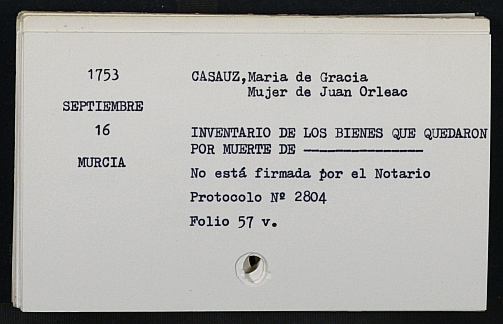 1753
SEPTIEMBRE
16
MURCIA
CASAUZ,Maria de Gracia
Mujer de Juan Orleac
INVENTARIO DE LOS BIENES QUE QUEDARON
POR MUERTE DE ---------------
No está firmada por el Notario
Protocolo Nº 2804
Folio 57 v.